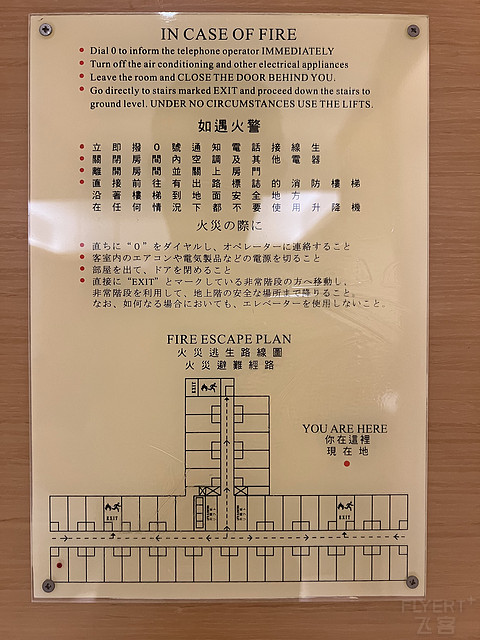 IN CASE OF FIRE
• Dial 0 to inform the telephone operator IMMEDIATELY
• Turn off the air conditioning and other electrical appliances
• Leave the room and CLOSE THE DOOR BEHIND YOU.
• Go directly to stairs marked EXIT and proceed down the stairs to
ground level. UNDER NO CIRCUMSTANCES USE THE LIFTS.
如遇火警
• 立即撥0號通知電話接線生
• 關閉房間內空調及其他電器
• 離開房間並關上房門
• 直接前往有出路標誌的消防樓梯
沿著樓梯到地面安全地方
在任何情況下都不要使用升降機
火災の際に
• 直ちに“0”をダイヤルし、オペレーターに連絡すること
• 客室内のエアコンや電気製品などの電源を切ること
• 部屋を出て、ドアを閉めること
• 直接に“EXIT”とマークしている非常階段の方へ移動し、
非常階段を利用して、地上階の安全な場所まで降りること。
なお、如何なる場合においても、エレベーターを使用しないこと。
FIRE ESCAPE PLAN
火災逃生路線圖
火災避難經路
EXIT
YOU ARE HERE
你在這裡
現在地
EXIT
EXIT
FLYERT+
飞客